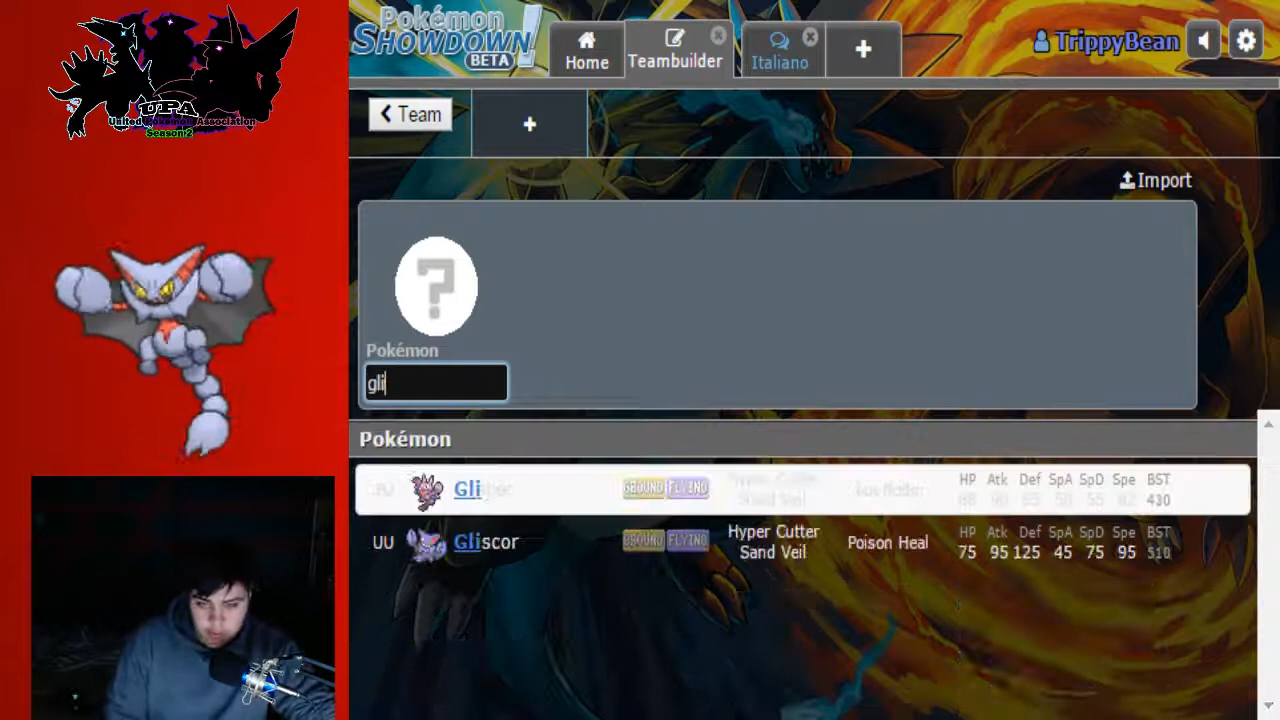 UPA
United Pokémon Association
Season 2
Pokémon
SHOWDOWN!
BETA
Home
Teambuilder
Italiano
+
TrippyBean
< Team
+
Import
?
Pokémon
gli
Pokémon
Gli GROUND FLYING HP Atk Def SpA SpD Spe BST
430
UU Gliscor GROUND FLYING Hyper Cutter Sand Veil Poison Heal HP Atk Def SpA SpD Spe BST
75 95 125 45 75 95 510